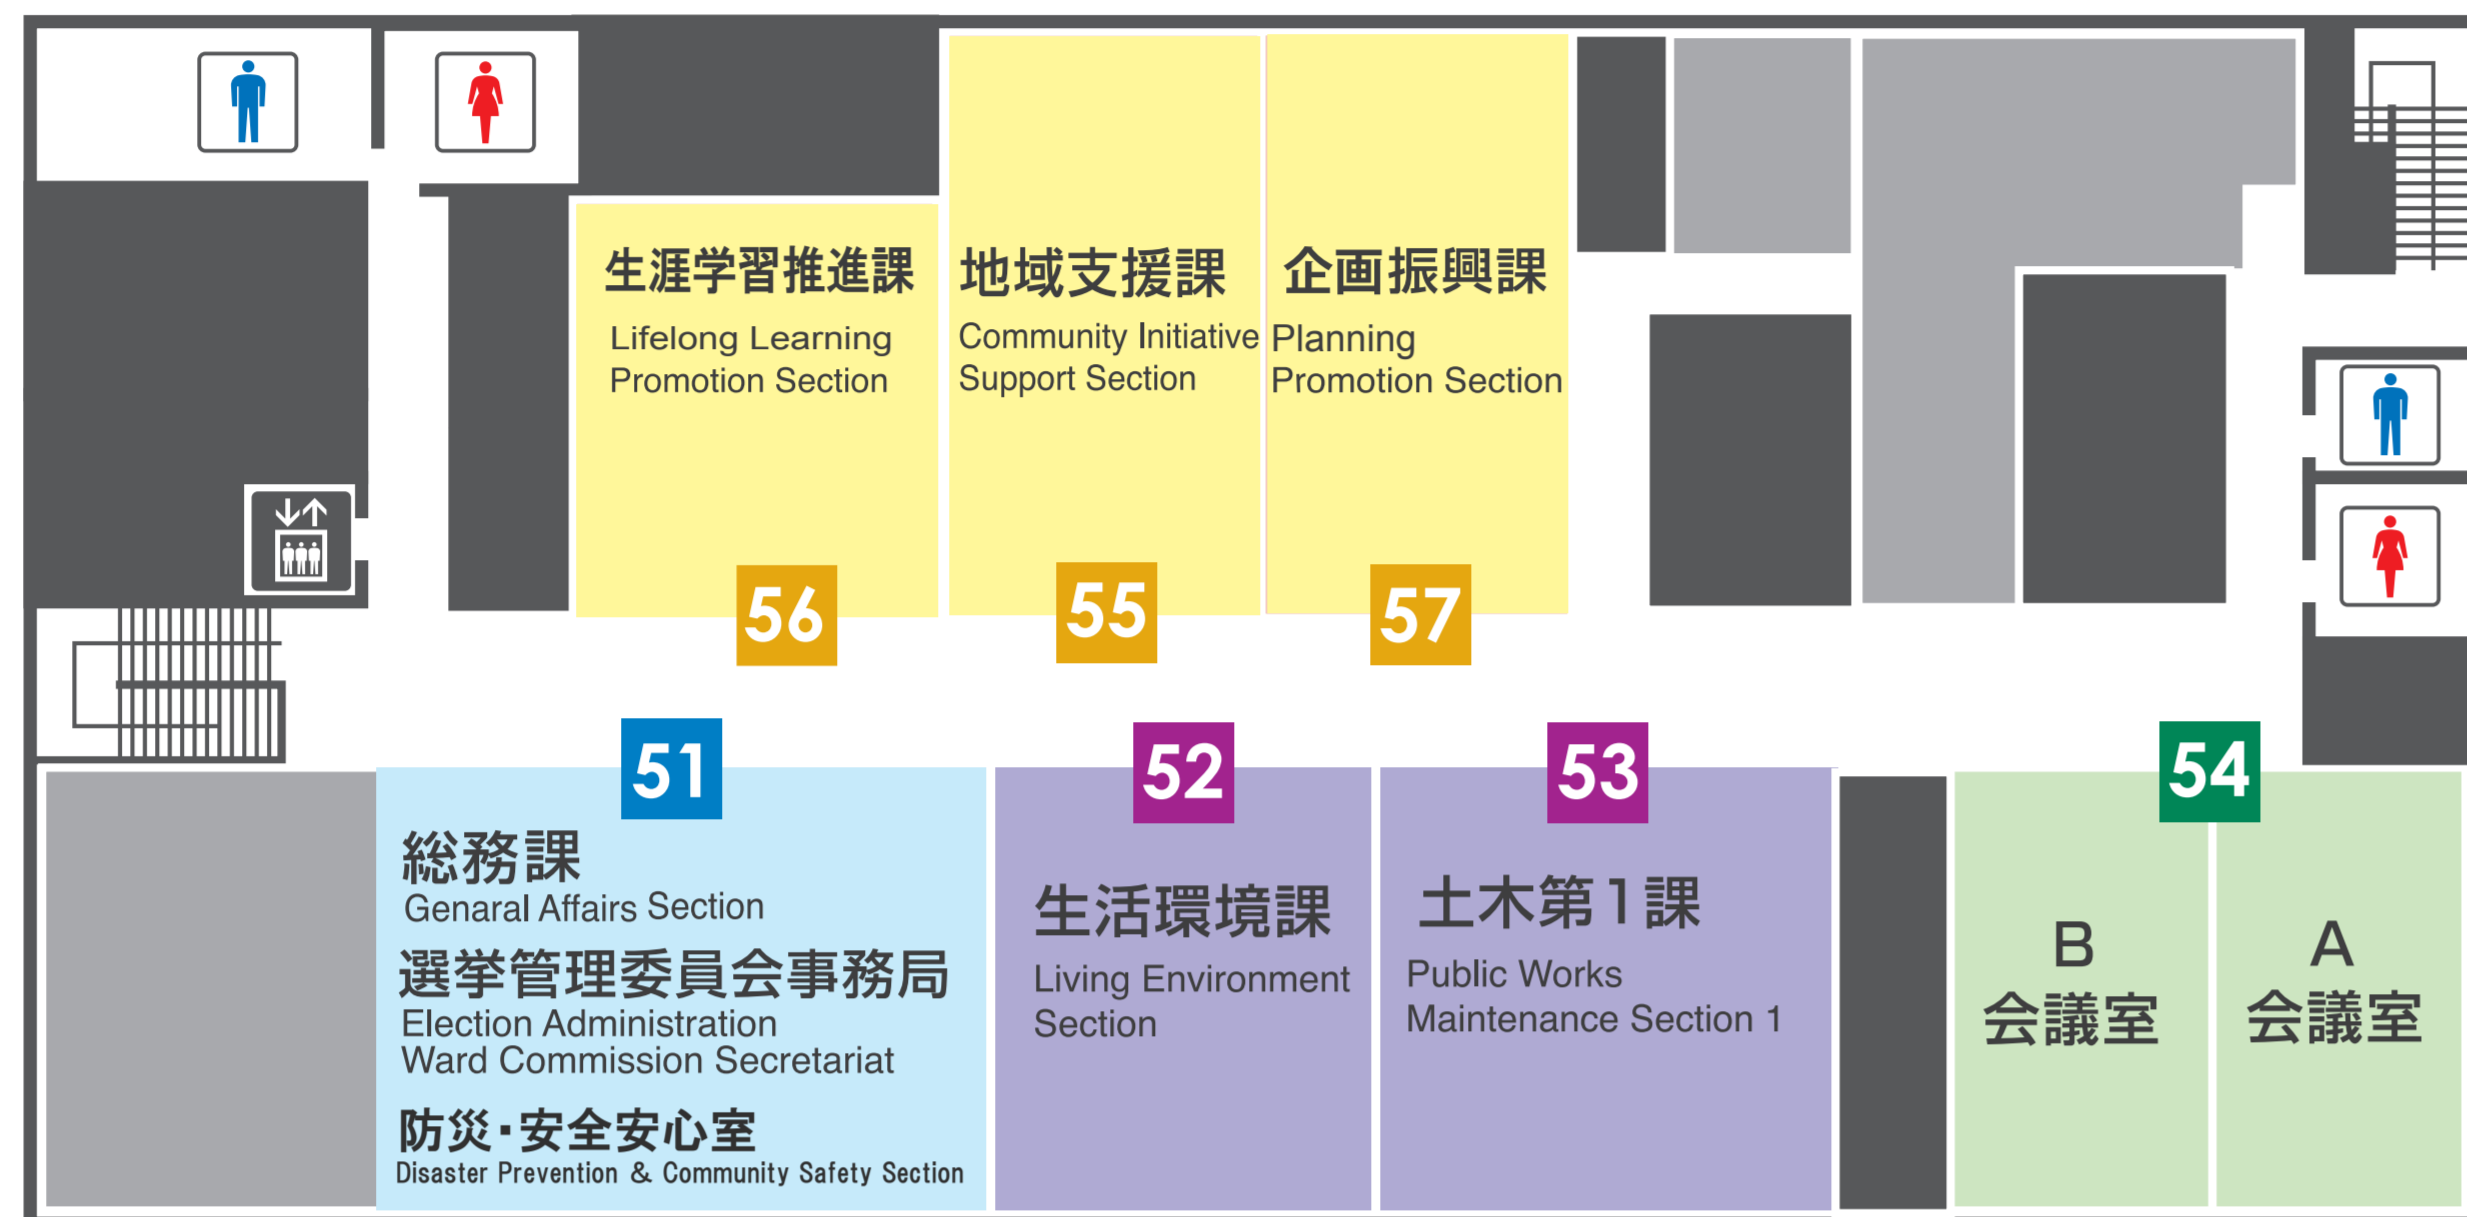 生涯学習推進課
Lifelong Learning
Promotion Section
56
地域支援課
Community Initiative
Support Section
55
企画振興課
Planning
Promotion Section
57
51
総務課
Genaral Affairs Section
選挙管理委員会事務局
Election Administration
Ward Commission Secretariat
防災・安全安心室
Disaster Prevention & Community Safety Section
52
生活環境課
Living Environment
Section
53
土木第1課
Public Works
Maintenance Section 1
54
B
会議室
A
会議室